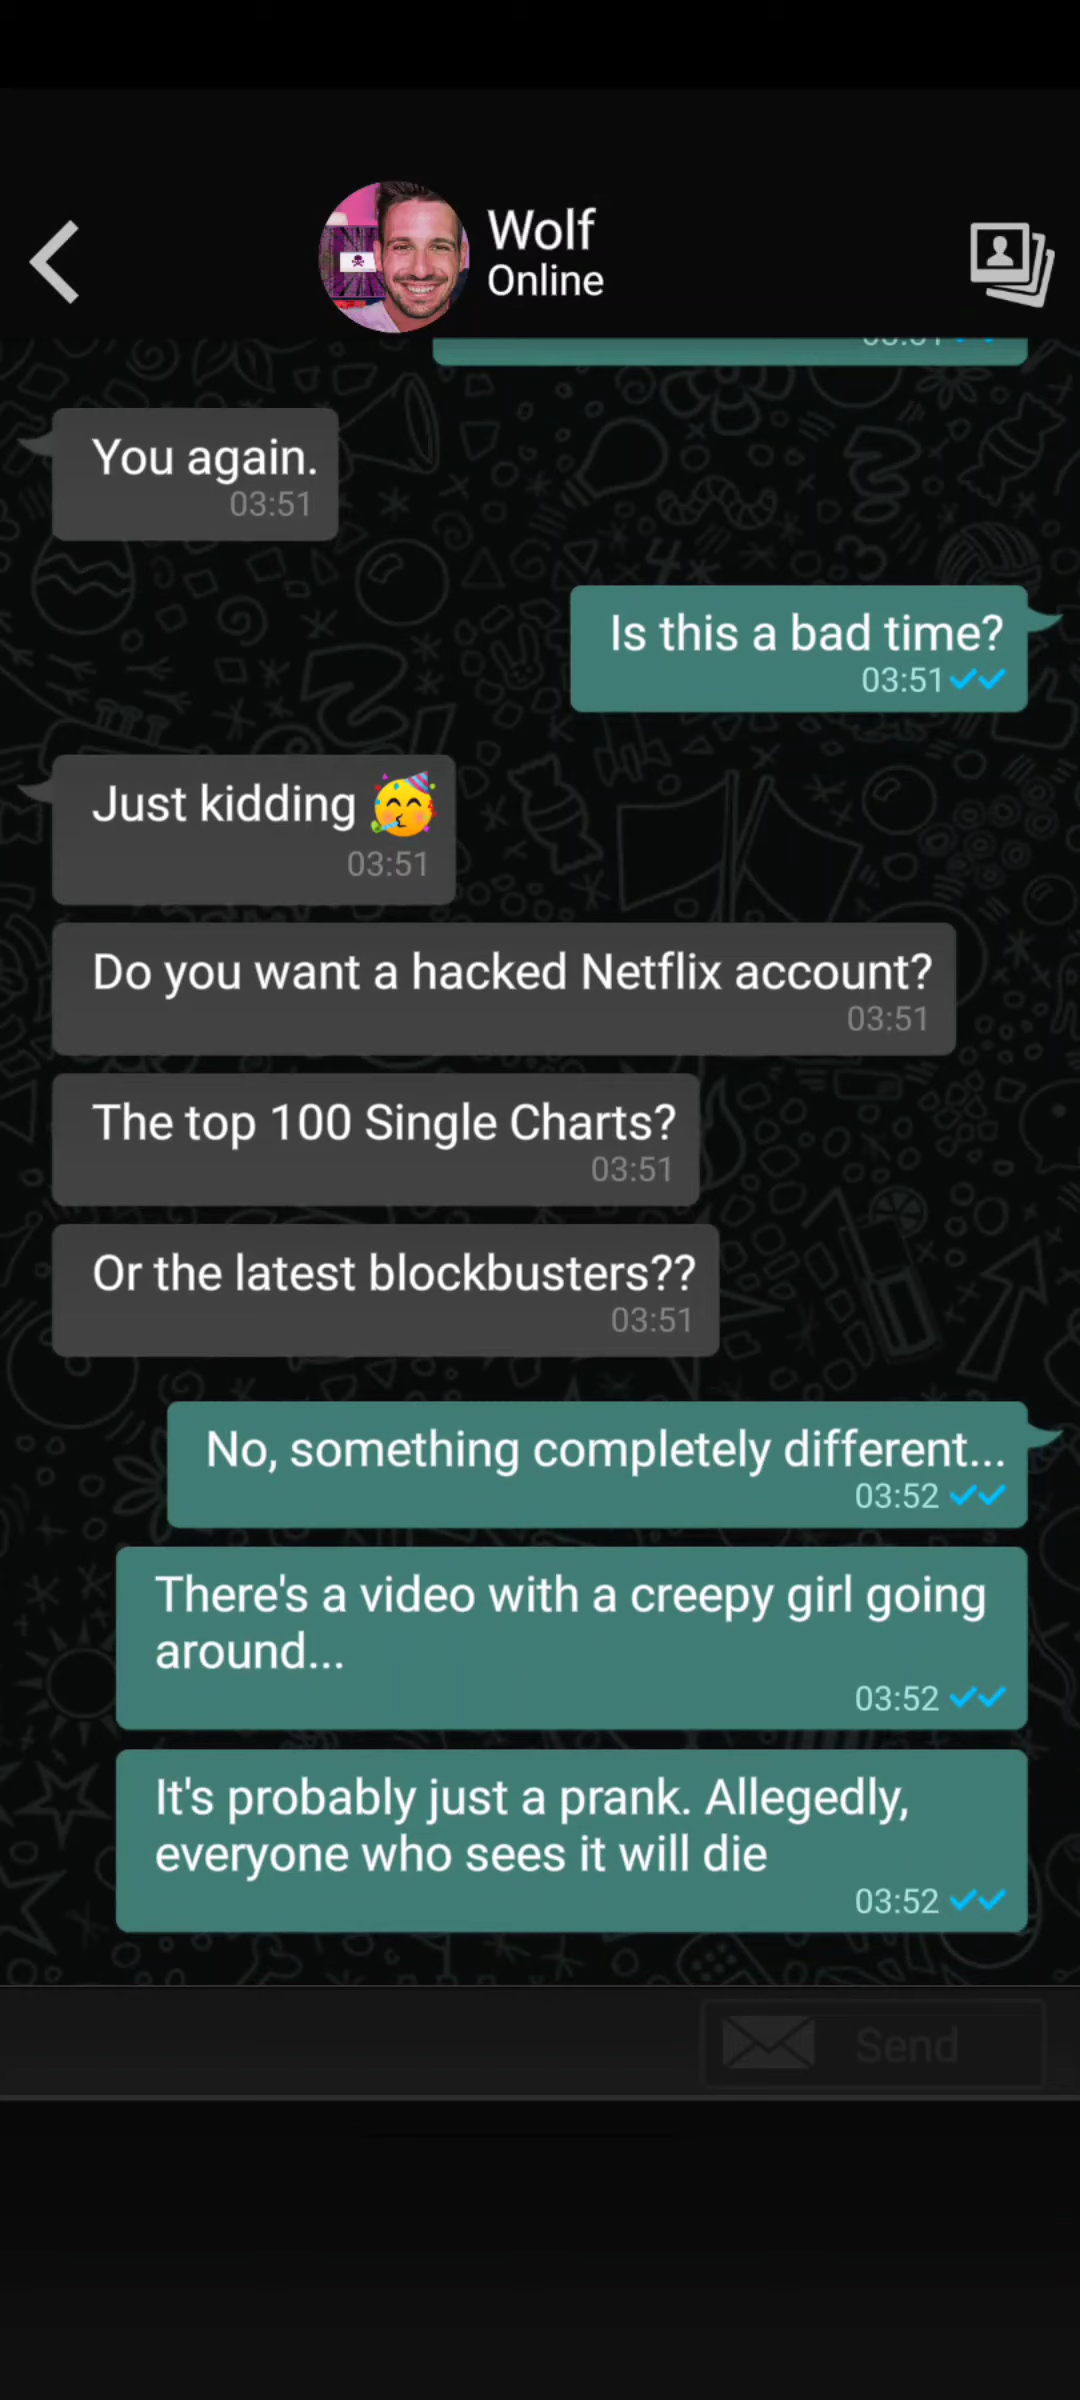 Wolf
Online
You again.
03:51
Is this a bad time?
03:51
Just kidding 🥳
03:51
Do you want a hacked Netflix account?
03:51
The top 100 Single Charts?
03:51
Or the latest blockbusters??
03:51
No, something completely different...
03:52
There's a video with a creepy girl going
around...
03:52
It's probably just a prank. Allegedly,
everyone who sees it will die
03:52
Send